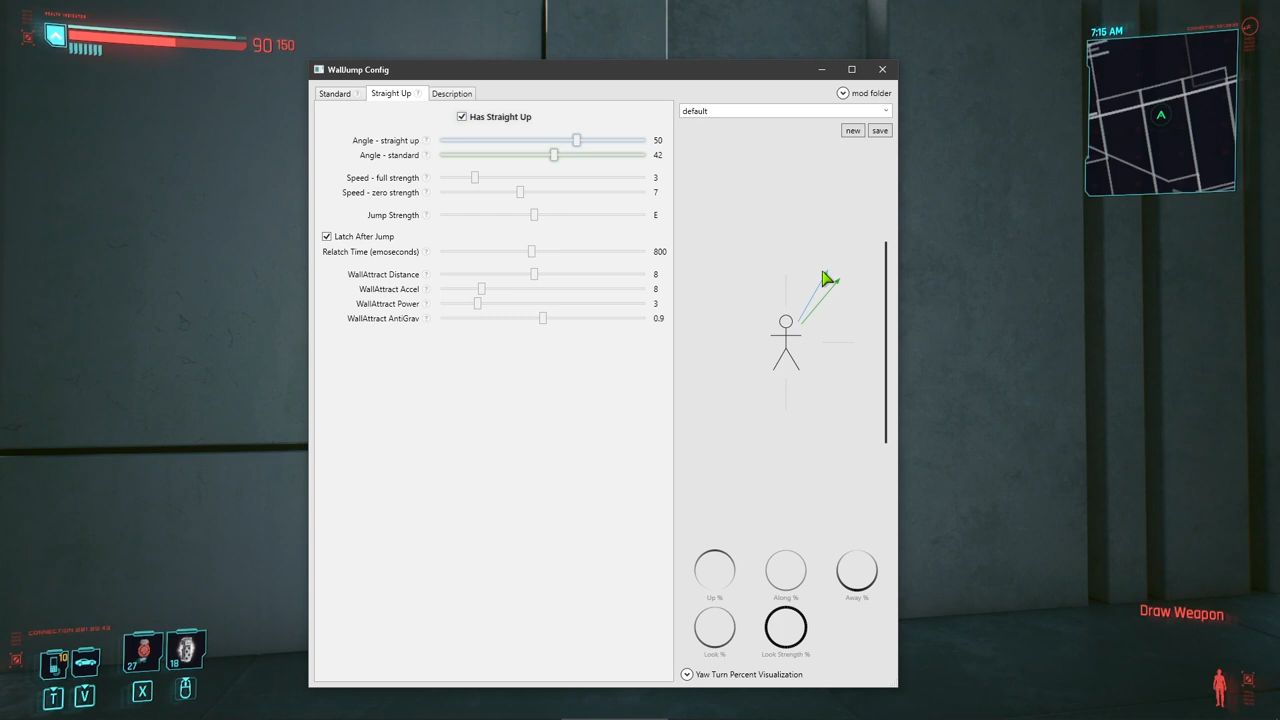 HEALTH INDICATOR
90 150
7:15 AM
WallJump Config
Standard ?
Straight Up ?
Description
mod folder
Has Straight Up
default
new
save
Angle - straight up ? 50
Angle - standard ? 42
Speed - full strength ? 3
Speed - zero strength ? 7
Jump Strength ? E
Latch After Jump
Relatch Time (emoseconds) ? 800
WallAttract Distance ? 8
WallAttract Accel ? 8
WallAttract Power ? 3
WallAttract AntiGrav ? 0.9
Up %
Along %
Away %
Look %
Look Strength %
Yaw Turn Percent Visualization
Draw Weapon
10
27
18
T
V
X